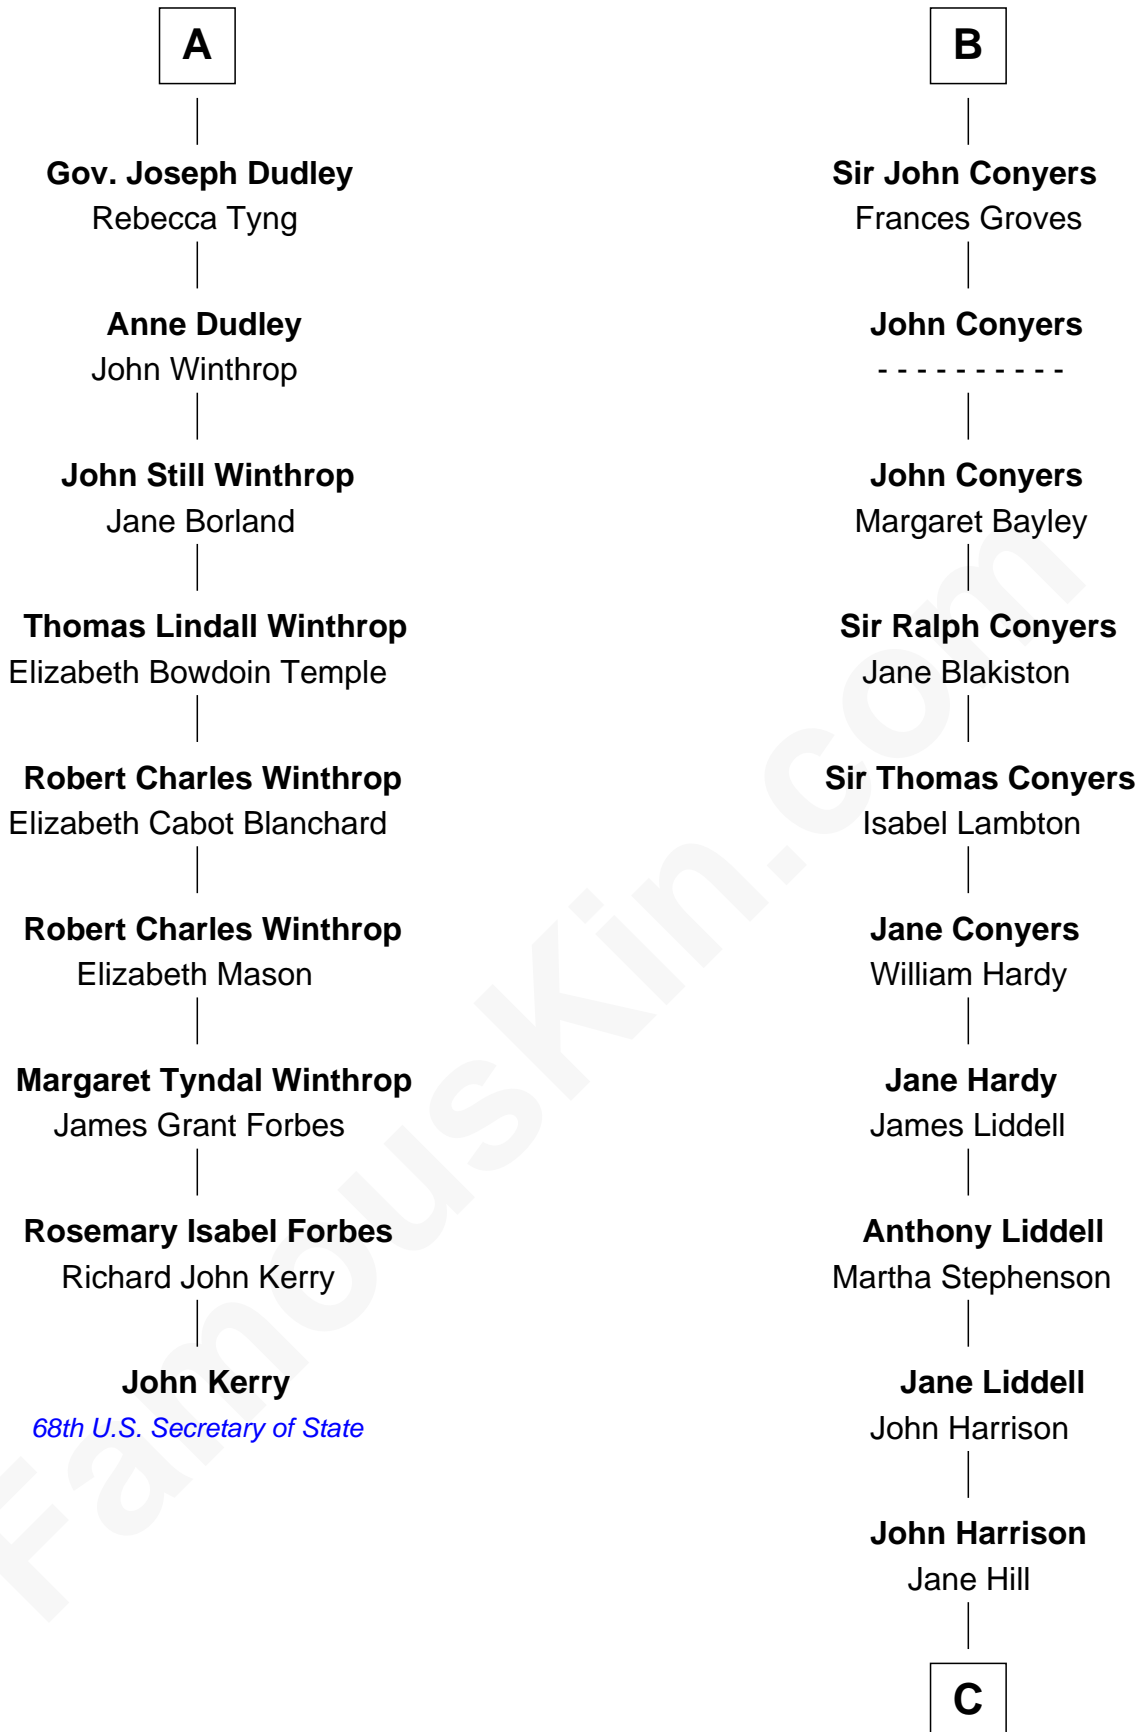 A
Gov. Joseph Dudley
Rebecca Tyng
Anne Dudley
John Winthrop
John Still Winthrop
Jane Borland
Thomas Lindall Winthrop
Elizabeth Bowdoin Temple
Robert Charles Winthrop
Elizabeth Cabot Blanchard
Robert Charles Winthrop
Elizabeth Mason
Margaret Tyndal Winthrop
James Grant Forbes
Rosemary Isabel Forbes
Richard John Kerry
John Kerry
68th U.S. Secretary of State
B
Sir John Conyers
Frances Groves
John Conyers
- - - - - - - - - -
John Conyers
Margaret Bayley
Sir Ralph Conyers
Jane Blakiston
Sir Thomas Conyers
Isabel Lambton
Jane Conyers
William Hardy
Jane Hardy
James Liddell
Anthony Liddell
Martha Stephenson
Jane Liddell
John Harrison
John Harrison
Jane Hill
C
FamousKin.com